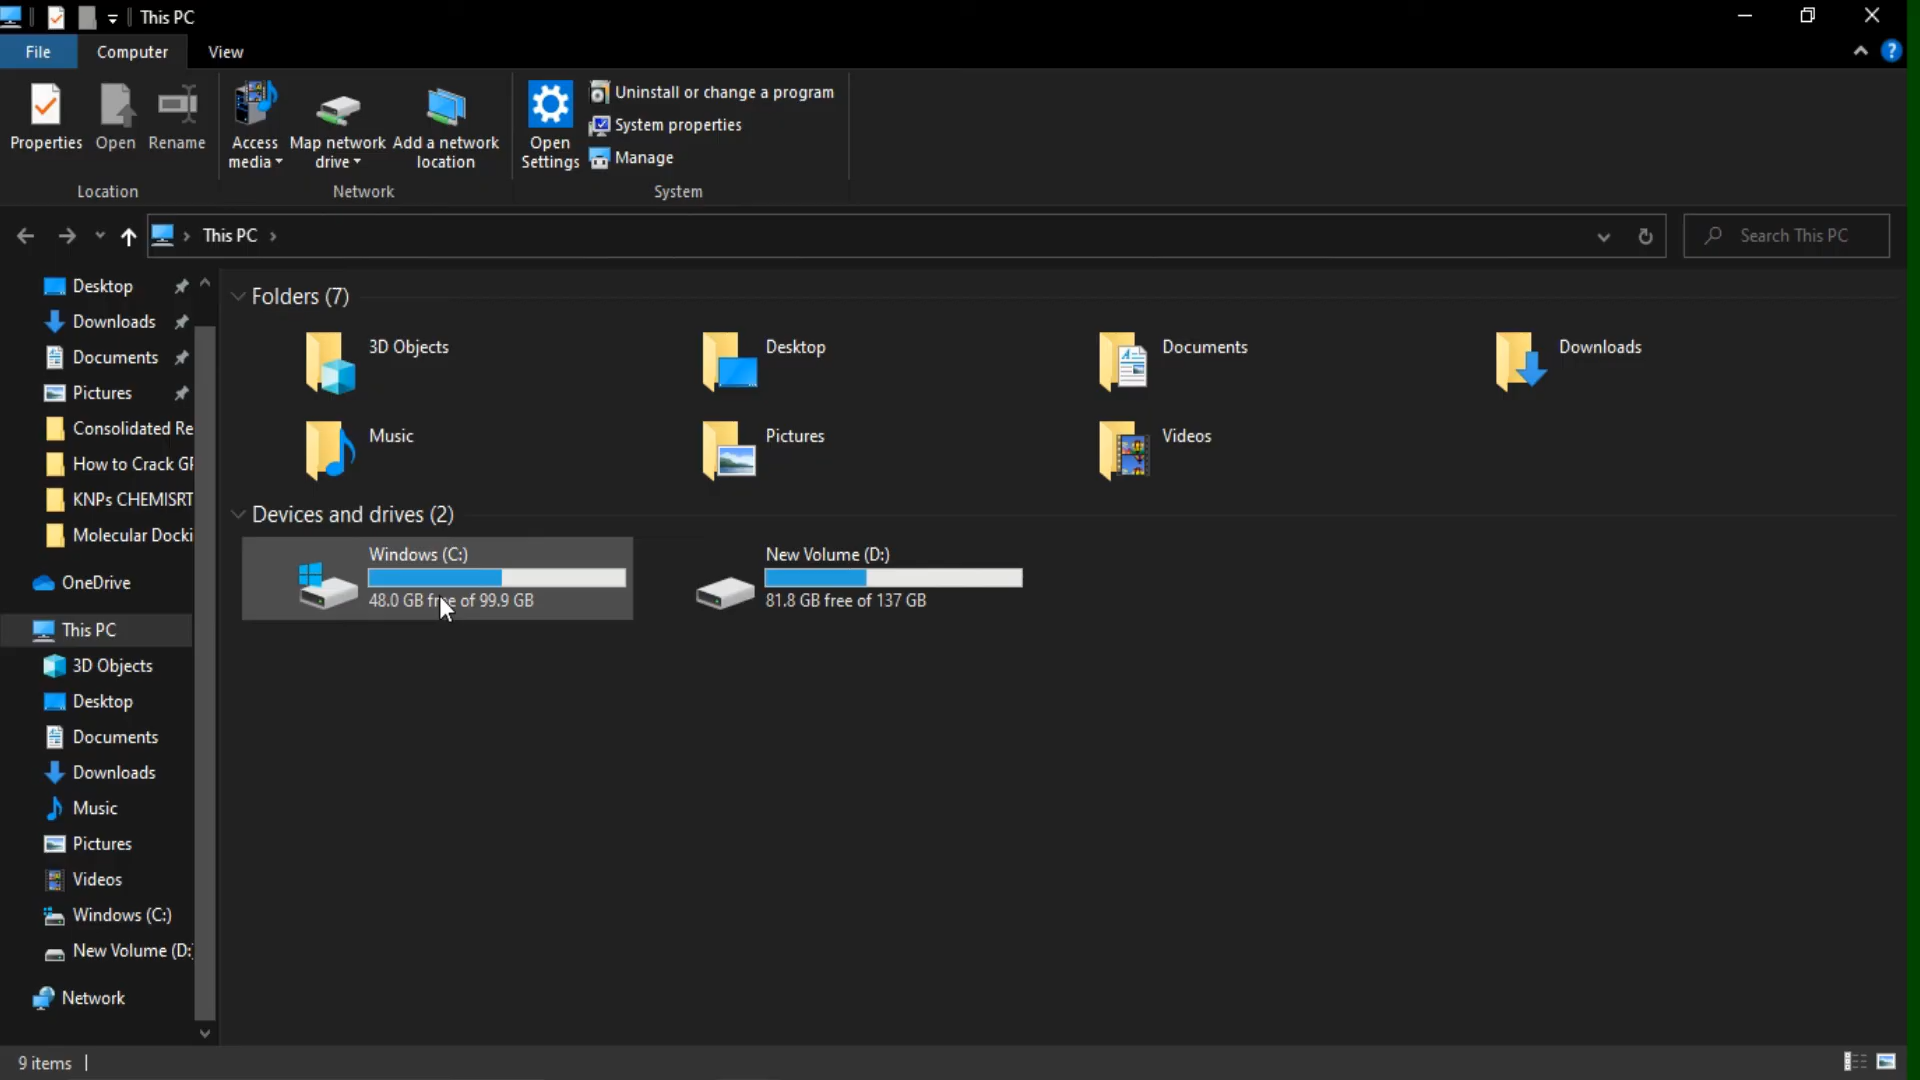 This PC
File
Computer
View
Properties
Open
Rename
Access
media
Map network
drive
Add a network
location
Open
Settings
Uninstall or change a program
System properties
Manage
Location
Network
System
This PC
Search This PC
Desktop
Downloads
Documents
Pictures
Consolidated Re
How to Crack GP
KNPs CHEMISRT
Molecular Docki
OneDrive
This PC
3D Objects
Desktop
Documents
Downloads
Music
Pictures
Videos
Windows (C:)
New Volume (D:)
Network
Folders (7)
3D Objects
Desktop
Documents
Downloads
Music
Pictures
Videos
Devices and drives (2)
Windows (C:)
48.0 GB free of 99.9 GB
New Volume (D:)
81.8 GB free of 137 GB
9 items